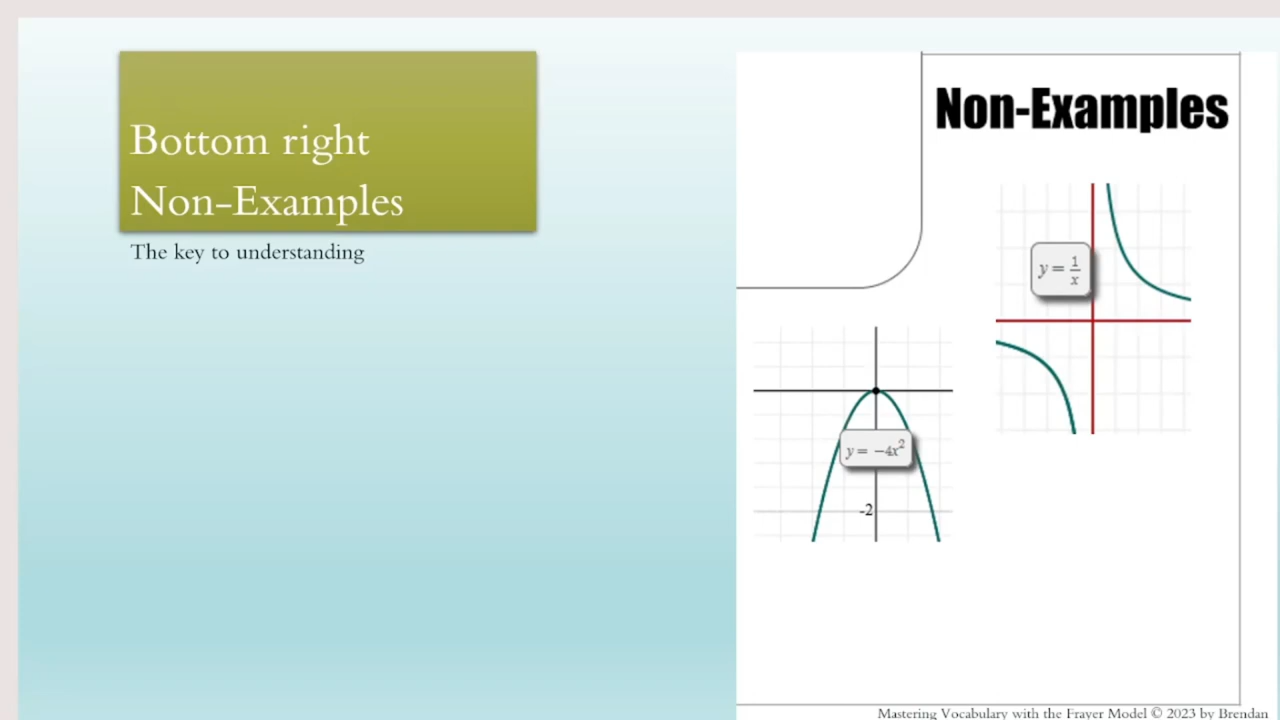 Bottom right
Non-Examples
The key to understanding
Non-Examples
y = 1/x
y = −4x²
-2
Mastering Vocabulary with the Frayer Model © 2023 by Brendan